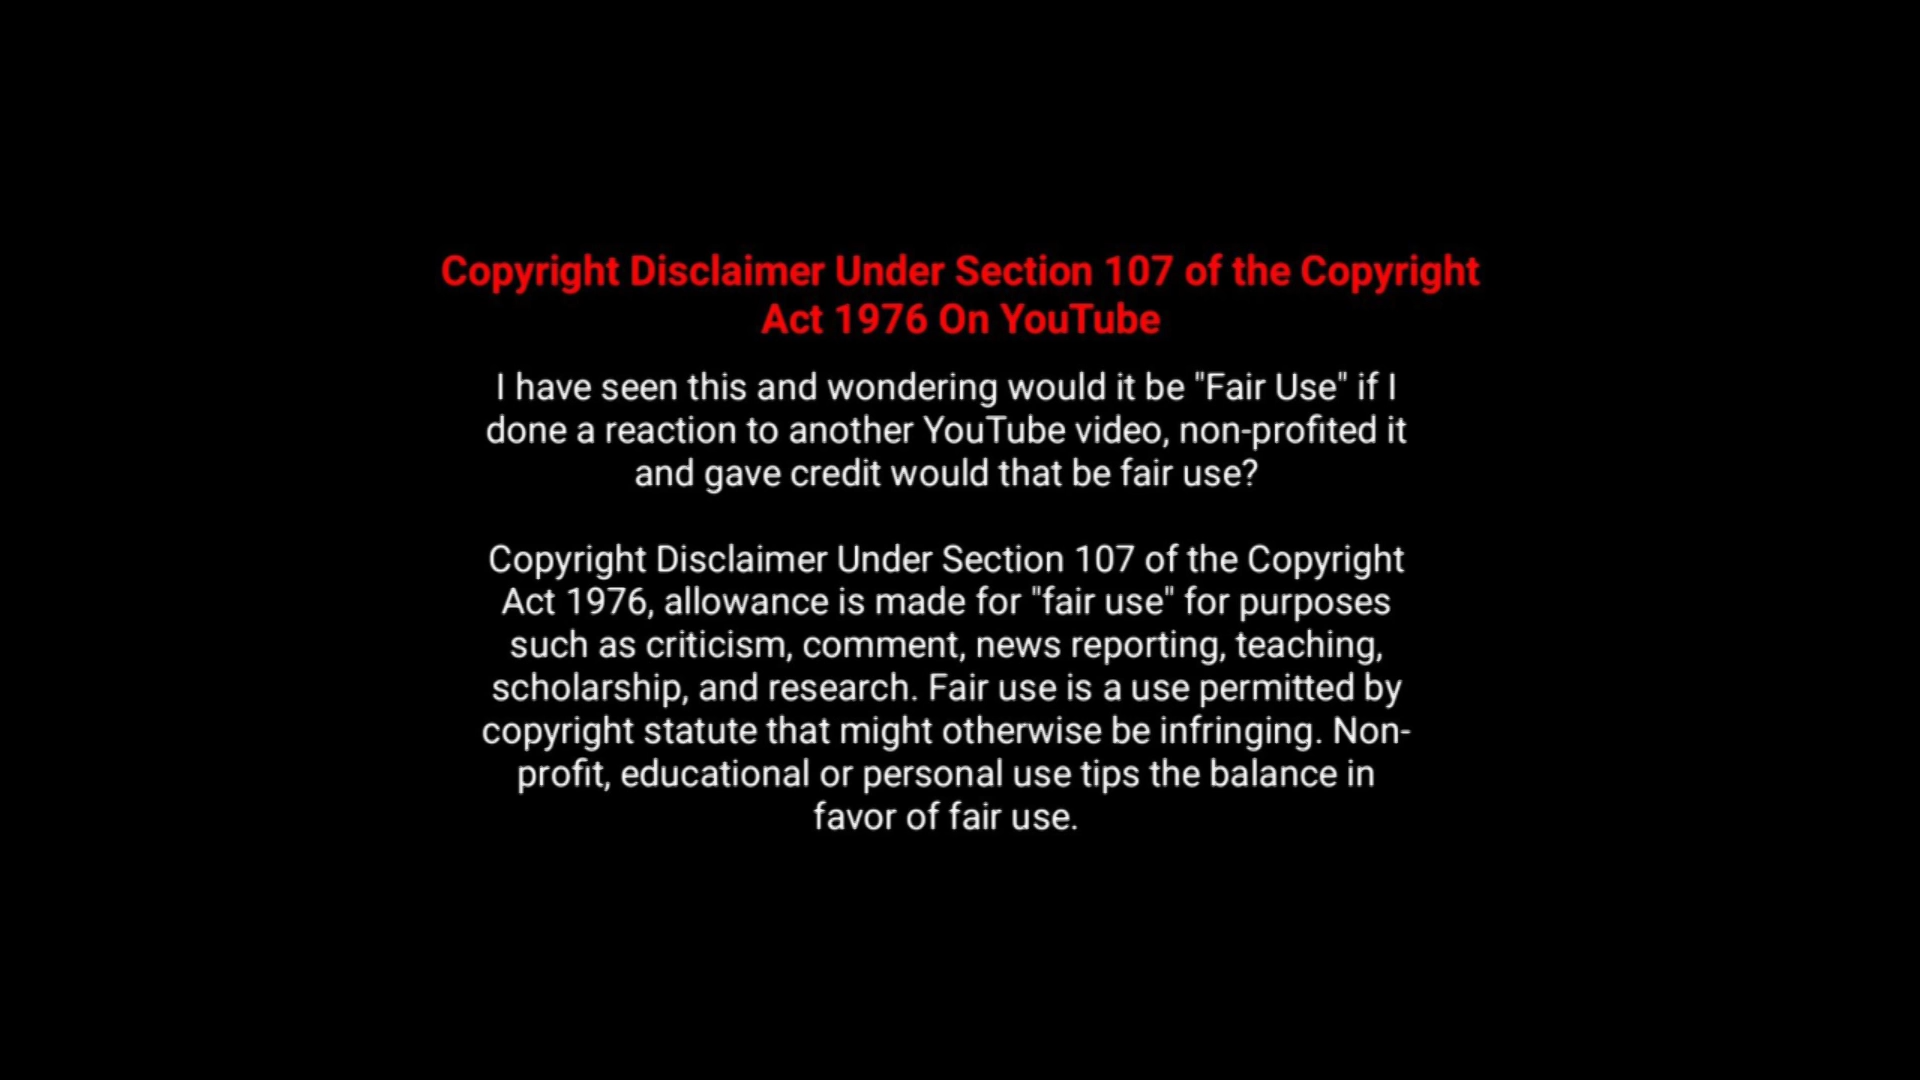 Copyright Disclaimer Under Section 107 of the Copyright
Act 1976 On YouTube
I have seen this and wondering would it be "Fair Use" if I
done a reaction to another YouTube video, non-profited it
and gave credit would that be fair use?
Copyright Disclaimer Under Section 107 of the Copyright
Act 1976, allowance is made for "fair use" for purposes
such as criticism, comment, news reporting, teaching,
scholarship, and research. Fair use is a use permitted by
copyright statute that might otherwise be infringing. Non-
profit, educational or personal use tips the balance in
favor of fair use.